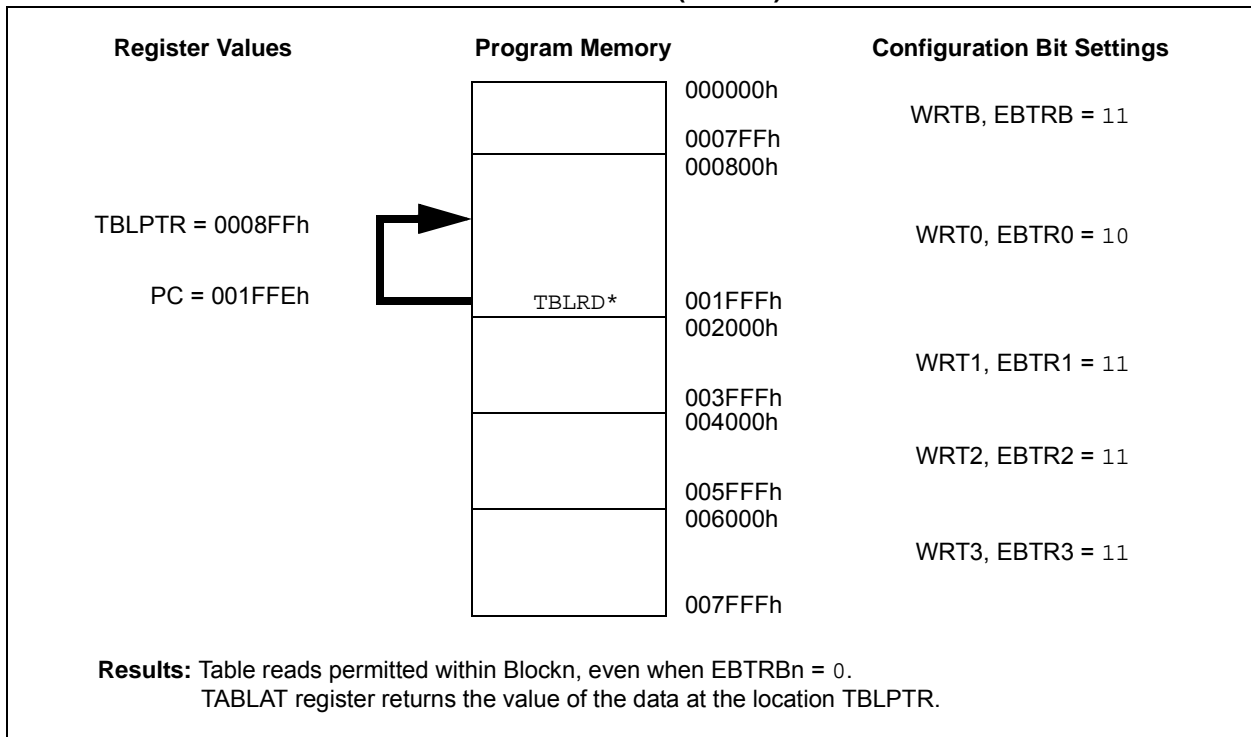 Register Values Program Memory Configuration Bit Settings
000000h
WRTB, EBTRB = 11
0007FFh
000800h
TBLPTR = 0008FFh
WRT0, EBTR0 = 10
PC = 001FFEh
TBLRD* 001FFFh
002000h
WRT1, EBTR1 = 11
003FFFh
004000h
WRT2, EBTR2 = 11
005FFFh
006000h
WRT3, EBTR3 = 11
007FFFh
Results: Table reads permitted within Blockn, even when EBTRBn = 0.
TABLAT register returns the value of the data at the location TBLPTR.